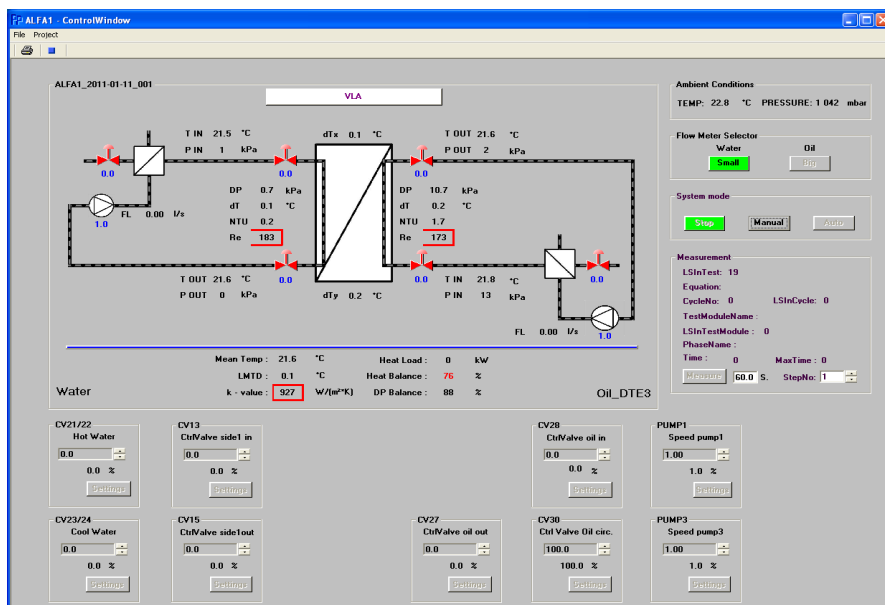 ALFA1 - ControlWindow
File Project
ALFA1_2011-01-11_001
VLA
T IN 21.5 °C
P IN 1 kPa
dTx 0.1 °C
T OUT 21.6 °C
P OUT 2 kPa
0.0 0.0 0.0
DP 0.7 kPa
dT 0.1 °C
NTU 0.2
Re 183
DP 10.7 kPa
dT 0.2 °C
NTU 1.7
Re 173
FL 0.00 l/s
1.0
0.0 0.0 0.0
T OUT 21.6 °C
P OUT 0 kPa
dTy 0.2 °C
T IN 21.8 °C
P IN 13 kPa
FL 0.00 l/s
1.0
Mean Temp : 21.6 °C
LMTD : 0.1 °C
k - value : 927 W/(m²*K)
Heat Load : 0 kW
Heat Balance : 76 %
DP Balance : 88 %
Water
Oil_DTE3
Ambient Conditions
TEMP: 22.8 °C PRESSURE: 1 042 mbar
Flow Meter Selector
Water Oil
Small Big
System mode
Stop Manual Auto
Measurement
LSInTest: 19
Equation:
CycleNo: 0 LSInCycle: 0
TestModuleName :
LSInTestModule : 0
PhaseName :
Time : 0 MaxTime : 0
Measure 60.0 S. StepNo: 1
CV21/22
Hot Water
0.0
0.0 %
Settings
CV13
CtrlValve side1 in
0.0
0.0 %
Settings
CV28
CtrlValve oil in
0.0
0.0 %
Settings
PUMP1
Speed pump1
1.00
1.0 %
Settings
CV23/24
Cool Water
0.0
0.0 %
Settings
CV15
CtrlValve side1out
0.0
0.0 %
Settings
CV27
CtrlValve oil out
0.0
0.0 %
Settings
CV30
Ctrl Valve Oil circ.
100.0
100.0 %
Settings
PUMP3
Speed pump3
1.00
1.0 %
Settings